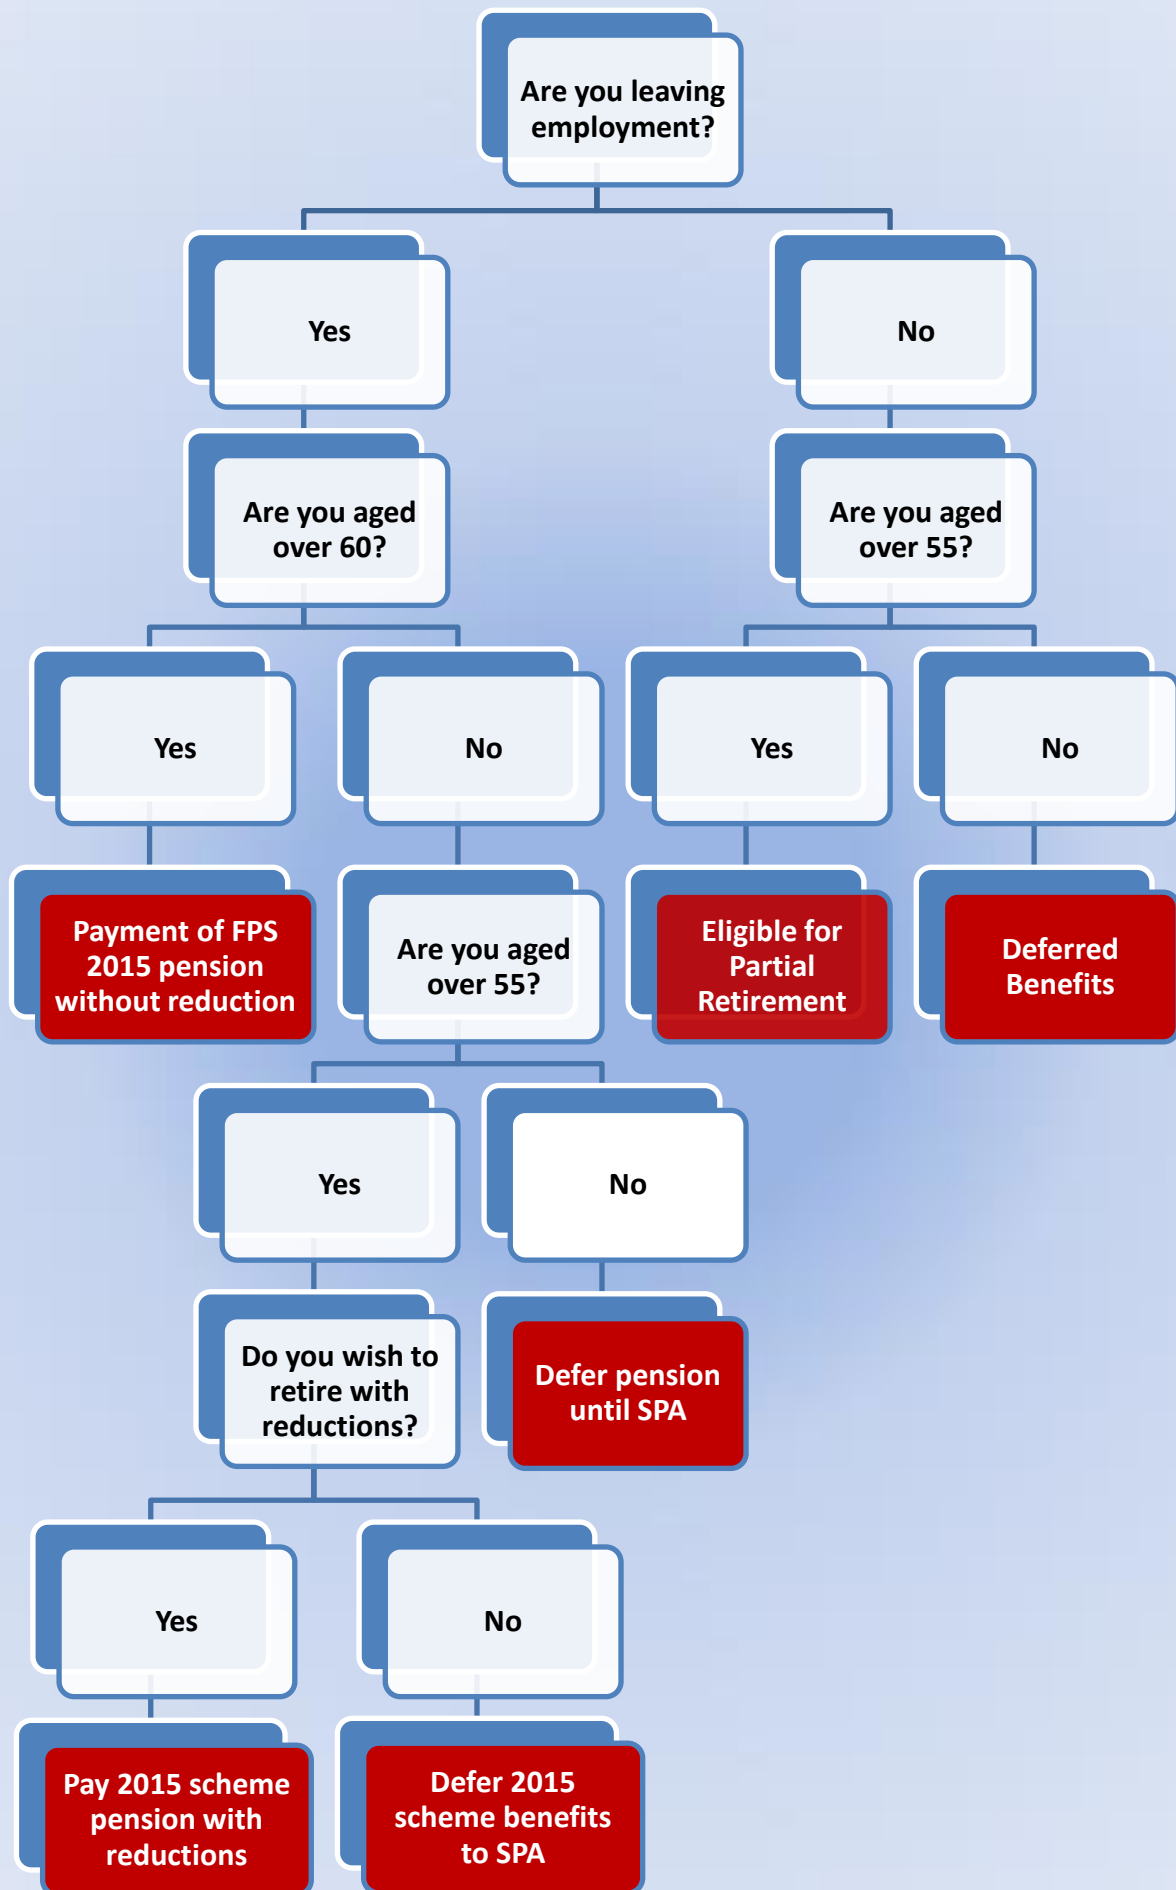 Are you leaving
employment?
Yes
No
Are you aged
over 60?
Are you aged
over 55?
Yes
No
Yes
No
Payment of FPS
2015 pension
without reduction
Are you aged
over 55?
Eligible for
Partial
Retirement
Deferred
Benefits
Yes
No
Do you wish to
retire with
reductions?
Defer pension
until SPA
Yes
No
Pay 2015 scheme
pension with
reductions
Defer 2015
scheme benefits
to SPA